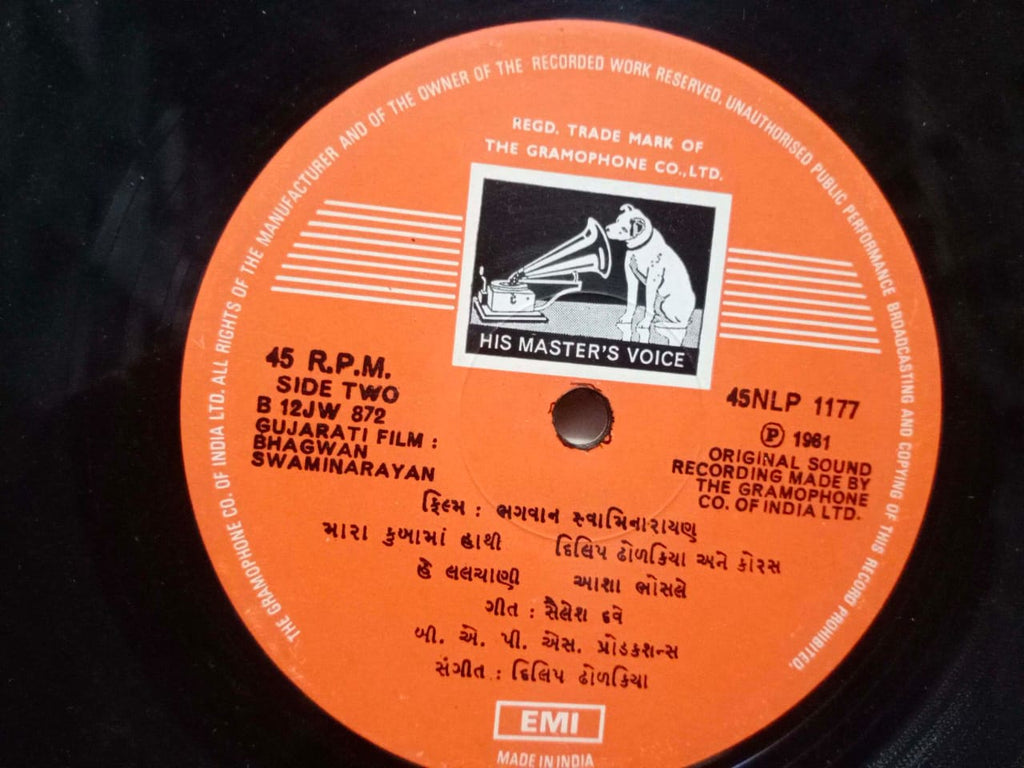 THE GRAMOPHONE CO. OF INDIA LTD. ALL RIGHTS OF THE MANUFACTURER AND OF THE OWNER OF THE RECORDED WORK RESERVED. UNAUTHORISED PUBLIC PERFORMANCE BROADCASTING AND COPYING OF THIS RECORD PROHIBITED.
REGD. TRADE MARK OF
THE GRAMOPHONE CO., LTD.
HIS MASTER'S VOICE
45 R.P.M.
SIDE TWO
B 12JW 872
GUJARATI FILM :
BHAGWAN
SWAMINARAYAN
45NLP 1177
Ⓟ 1981
ORIGINAL SOUND
RECORDING MADE BY
THE GRAMOPHONE
CO. OF INDIA LTD.
ફિલ્મ : ભગવાન સ્વામિનારાયણ
મારા કુબામાં હાથી દિલિપ ઢોળકિયા અને કોરસ
હે લલચાણી આશા ભોસલે
ગીત : સૈલેશ દવે
બી. એ. પી. એસ. પ્રોડકશન્સ
સંગીત : દિલિપ ઢોળકિયા
EMI
MADE IN INDIA